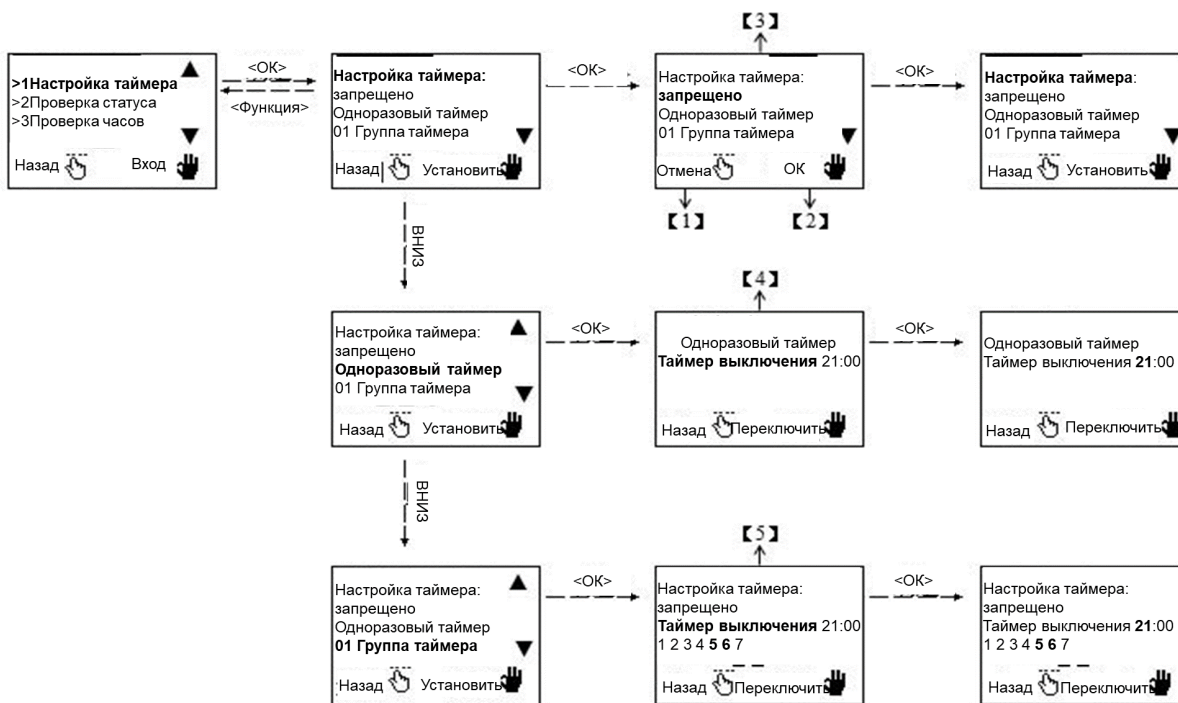 【3】
>1Настройка таймера
>2Проверка статуса
>3Проверка часов
Назад Вход
<OK>
<Функция>
Настройка таймера:
запрещено
Одноразовый таймер
01 Группа таймера
Назад Установить
<OK>
Настройка таймера:
запрещено
Одноразовый таймер
01 Группа таймера
Отмена ОК
【1】
【2】
<OK>
Настройка таймера:
запрещено
Одноразовый таймер
01 Группа таймера
Назад Установить
ВНИЗ
【4】
Настройка таймера:
запрещено
Одноразовый таймер
01 Группа таймера
Назад Установить
<OK>
Одноразовый таймер
Таймер выключения 21:00
Назад Переключить
<OK>
Одноразовый таймер
Таймер выключения 21:00
Назад Переключить
ВНИЗ
【5】
Настройка таймера:
запрещено
Одноразовый таймер
01 Группа таймера
Назад Установить
<OK>
Настройка таймера:
запрещено
Таймер выключения 21:00
1 2 3 4 5 6 7
Назад Переключить
<OK>
Настройка таймера:
запрещено
Таймер выключения 21:00
1 2 3 4 5 6 7
Назад Переключить